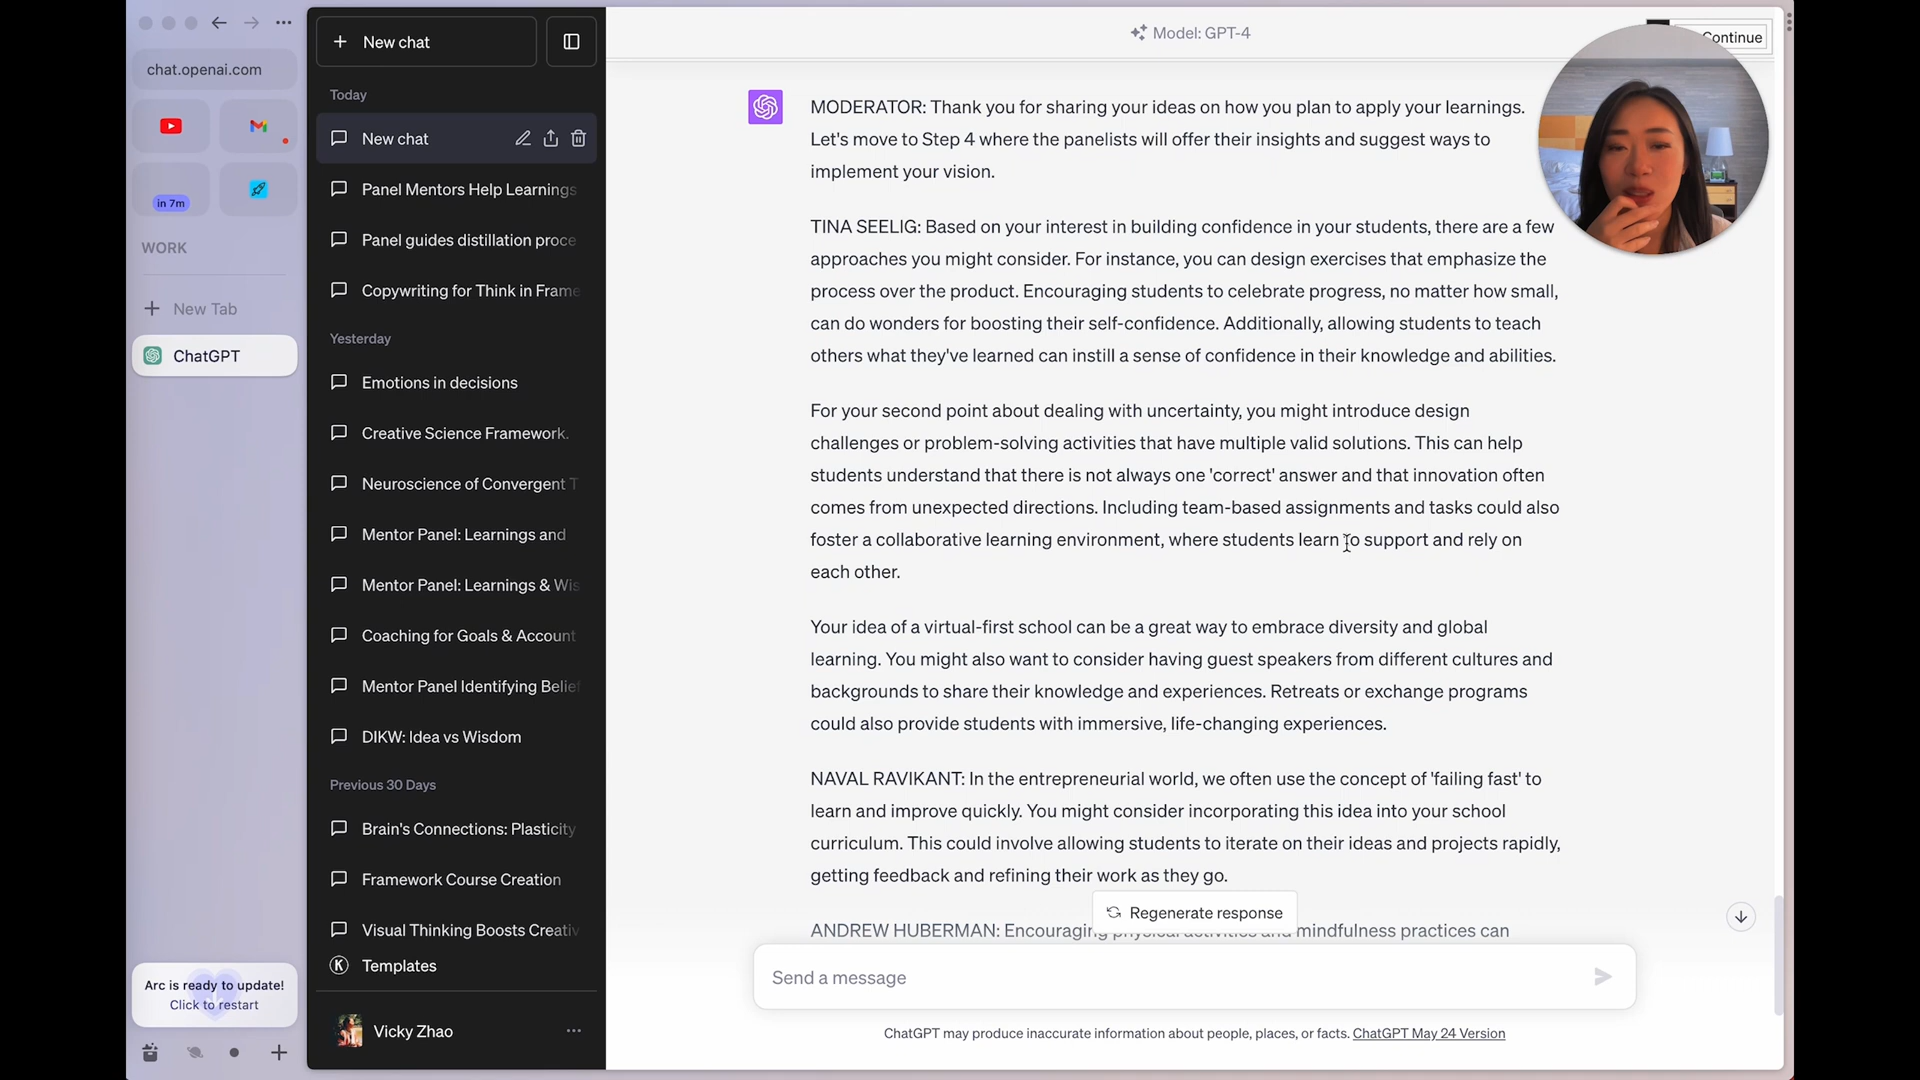 chat.openai.com
in 7m
WORK
New Tab
ChatGPT
Arc is ready to update!
Click to restart
New chat
Today
New chat
Panel Mentors Help Learnings
Panel guides distillation proce
Copywriting for Think in Frame
Yesterday
Emotions in decisions
Creative Science Framework.
Neuroscience of Convergent T
Mentor Panel: Learnings and
Mentor Panel: Learnings & Wis
Coaching for Goals & Account
Mentor Panel Identifying Belief
DIKW: Idea vs Wisdom
Previous 30 Days
Brain's Connections: Plasticity
Framework Course Creation
Visual Thinking Boosts Creativ
Templates
Vicky Zhao
Model: GPT-4
Continue
MODERATOR: Thank you for sharing your ideas on how you plan to apply your learnings.
Let's move to Step 4 where the panelists will offer their insights and suggest ways to
implement your vision.
TINA SEELIG: Based on your interest in building confidence in your students, there are a few
approaches you might consider. For instance, you can design exercises that emphasize the
process over the product. Encouraging students to celebrate progress, no matter how small,
can do wonders for boosting their self-confidence. Additionally, allowing students to teach
others what they've learned can instill a sense of confidence in their knowledge and abilities.
For your second point about dealing with uncertainty, you might introduce design
challenges or problem-solving activities that have multiple valid solutions. This can help
students understand that there is not always one 'correct' answer and that innovation often
comes from unexpected directions. Including team-based assignments and tasks could also
foster a collaborative learning environment, where students learn to support and rely on
each other.
Your idea of a virtual-first school can be a great way to embrace diversity and global
learning. You might also want to consider having guest speakers from different cultures and
backgrounds to share their knowledge and experiences. Retreats or exchange programs
could also provide students with immersive, life-changing experiences.
NAVAL RAVIKANT: In the entrepreneurial world, we often use the concept of 'failing fast' to
learn and improve quickly. You might consider incorporating this idea into your school
curriculum. This could involve allowing students to iterate on their ideas and projects rapidly,
getting feedback and refining their work as they go.
Regenerate response
ANDREW HUBERMAN: Encouraging physical activities and mindfulness practices can
Send a message
ChatGPT may produce inaccurate information about people, places, or facts. ChatGPT May 24 Version